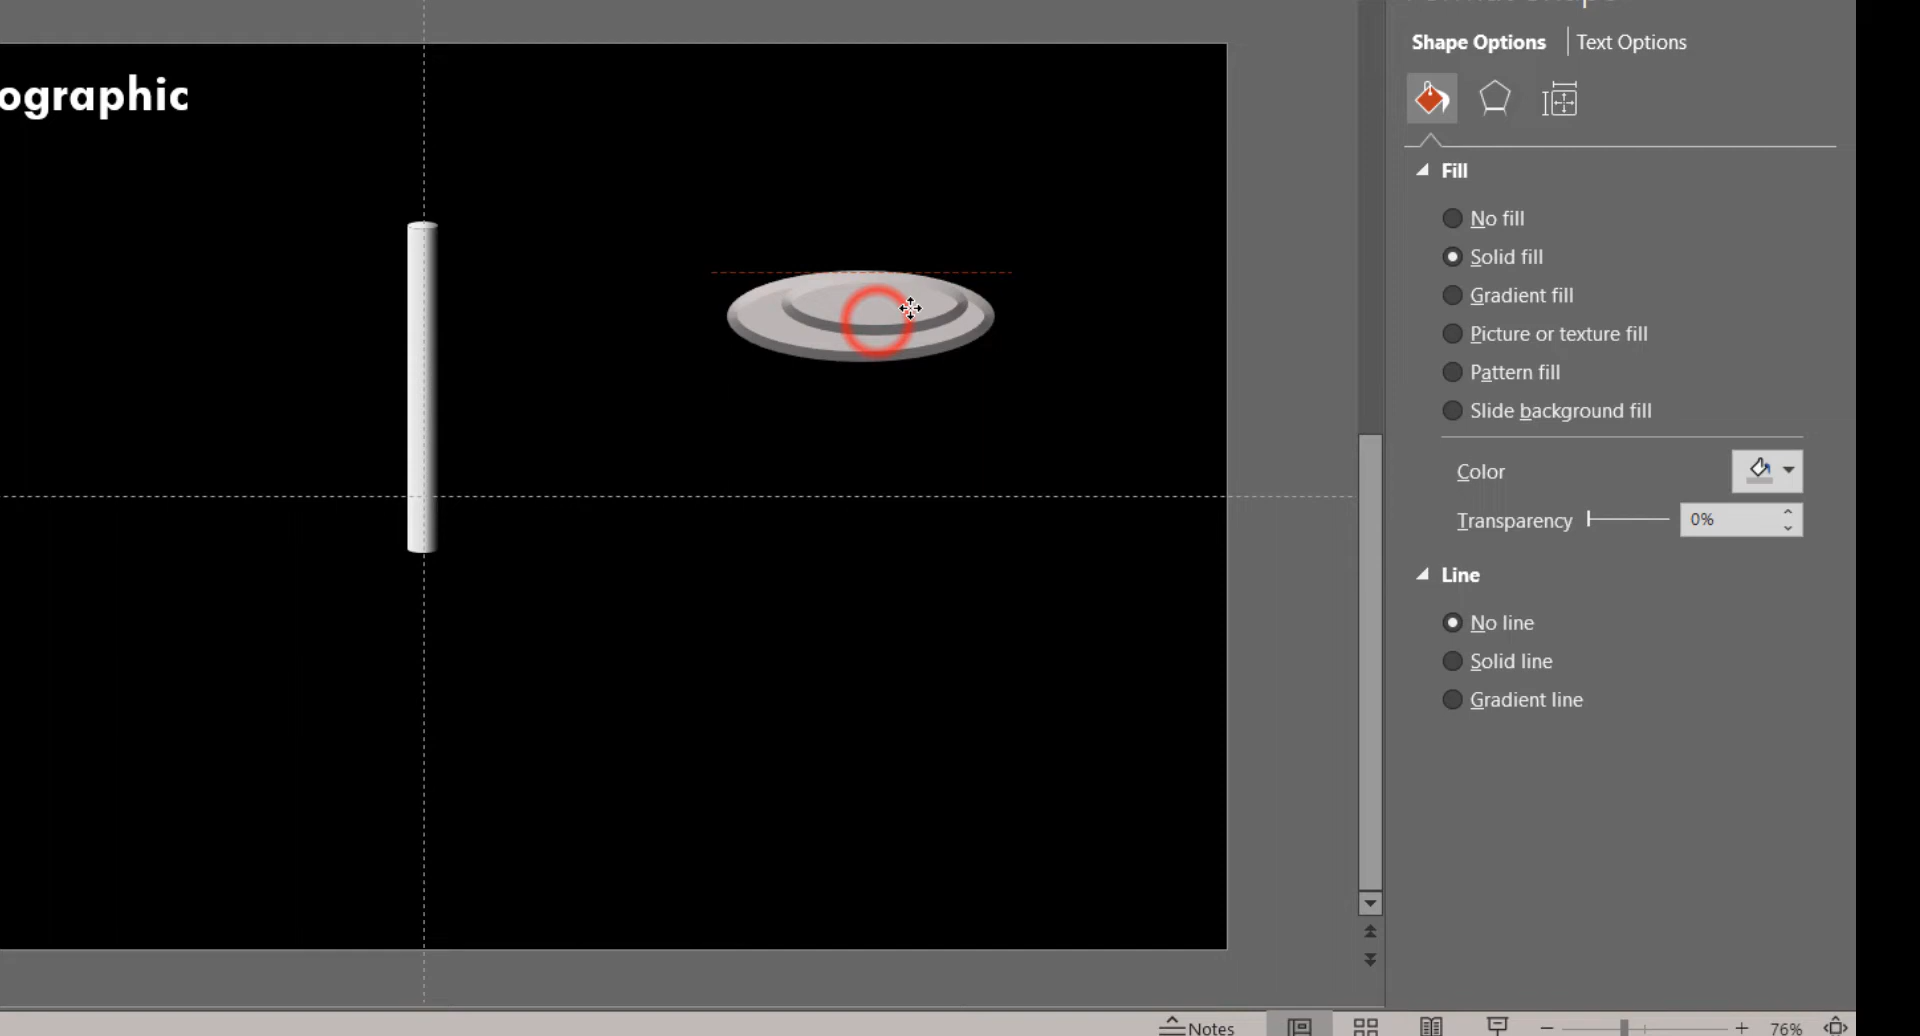 Shape Options
Text Options
ographic
Fill
No fill
Solid fill
Gradient fill
Picture or texture fill
Pattern fill
Slide background fill
Color
Transparency 0%
Line
No line
Solid line
Gradient line
Notes 76%